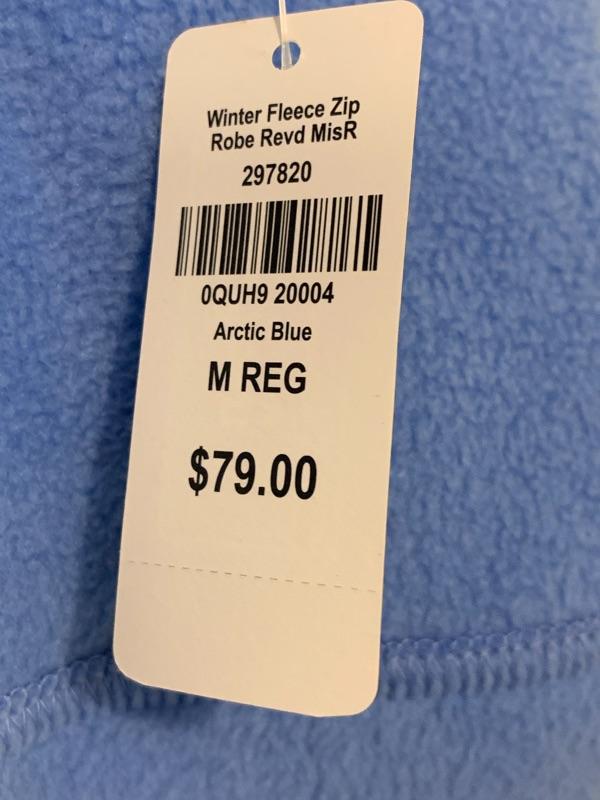 Winter Fleece Zip
Robe Revd MisR
297820
0QUH9 20004
Arctic Blue
M REG
$79.00